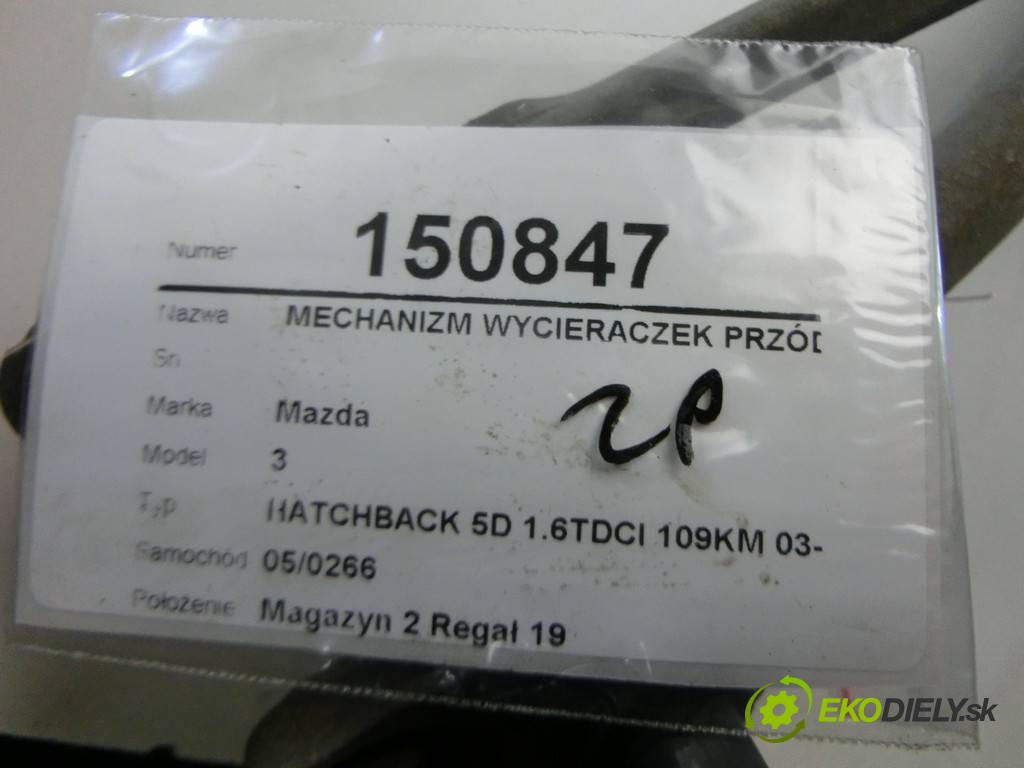 Numer 150847
Nazwa MECHANIZM WYCIERACZEK PRZÓD
Sn
Marka Mazda
Model 3
Typ HATCHBACK 5D 1.6TDCI 109KM 03-
Samochód 05/0266
Położenie Magazyn 2 Regał 19
EKODIELY.sk